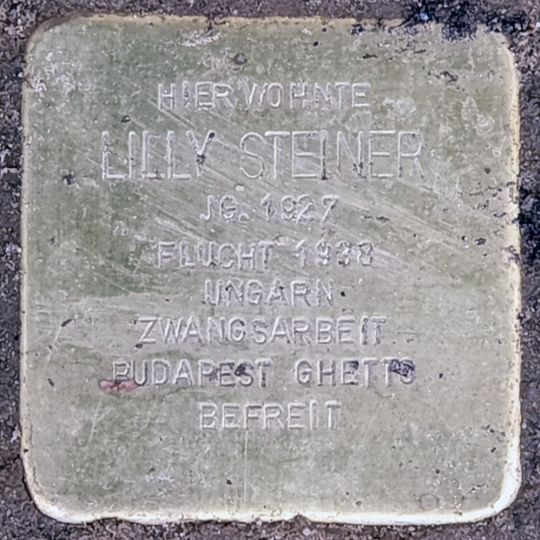 HIER WOHNTE
LILLY STEINER
JG. 1927
FLUCHT 1938
UNGARN
ZWANGSARBEIT
BUDAPEST GHETTO
BEFREIT